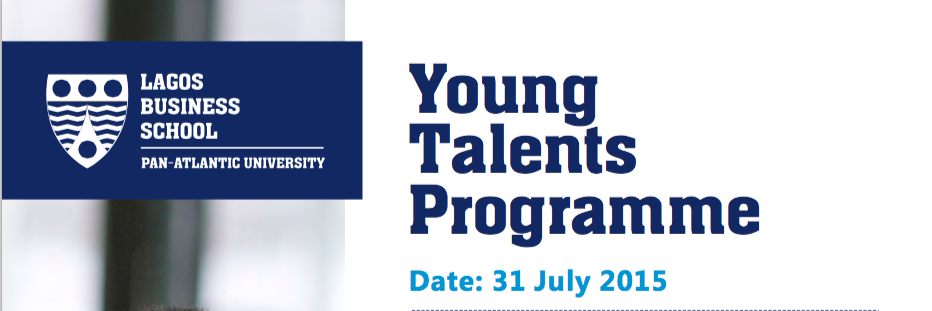 LAGOS
BUSINESS
SCHOOL
PAN-ATLANTIC UNIVERSITY
Young
Talents
Programme
Date: 31 July 2015